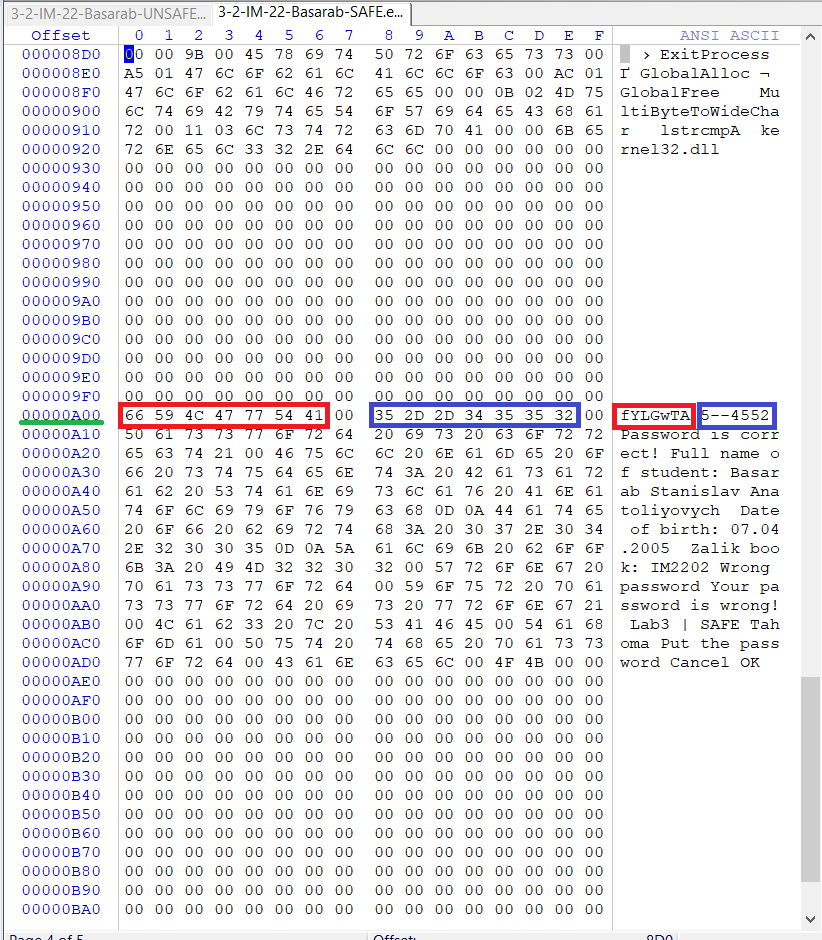 3-2-IM-22-Basarab-UNSAFE... 3-2-IM-22-Basarab-SAFE.e...
Offset 0 1 2 3 4 5 6 7 8 9 A B C D E F ANSI ASCII
000008D0 00 00 9B 00 45 78 69 74 50 72 6F 63 65 73 73 00 › ExitProcess
000008E0 A5 01 47 6C 6F 62 61 6C 41 6C 6C 6F 63 00 AC 01 Ґ GlobalAlloc ¬
000008F0 47 6C 6F 62 61 6C 46 72 65 65 00 00 0B 02 4D 75 GlobalFree Mu
00000900 6C 74 69 42 79 74 65 54 6F 57 69 64 65 43 68 61 ltiByteToWideCha
00000910 72 00 11 03 6C 73 74 72 63 6D 70 41 00 00 6B 65 r lstrcmpA ke
00000920 72 6E 65 6C 33 32 2E 64 6C 6C 00 00 00 00 00 00 rnel32.dll
00000930 00 00 00 00 00 00 00 00 00 00 00 00 00 00 00 00
00000940 00 00 00 00 00 00 00 00 00 00 00 00 00 00 00 00
00000950 00 00 00 00 00 00 00 00 00 00 00 00 00 00 00 00
00000960 00 00 00 00 00 00 00 00 00 00 00 00 00 00 00 00
00000970 00 00 00 00 00 00 00 00 00 00 00 00 00 00 00 00
00000980 00 00 00 00 00 00 00 00 00 00 00 00 00 00 00 00
00000990 00 00 00 00 00 00 00 00 00 00 00 00 00 00 00 00
000009A0 00 00 00 00 00 00 00 00 00 00 00 00 00 00 00 00
000009B0 00 00 00 00 00 00 00 00 00 00 00 00 00 00 00 00
000009C0 00 00 00 00 00 00 00 00 00 00 00 00 00 00 00 00
000009D0 00 00 00 00 00 00 00 00 00 00 00 00 00 00 00 00
000009E0 00 00 00 00 00 00 00 00 00 00 00 00 00 00 00 00
000009F0 00 00 00 00 00 00 00 00 00 00 00 00 00 00 00 00
00000A00 66 59 4C 47 77 54 41 00 35 2D 2D 34 35 35 32 00 fYLGwTA 5--4552
00000A10 50 61 73 73 77 6F 72 64 20 69 73 20 63 6F 72 72 Password is corr
00000A20 65 63 74 21 00 46 75 6C 6C 20 6E 61 6D 65 20 6F ect! Full name o
00000A30 66 20 73 74 75 64 65 6E 74 3A 20 42 61 73 61 72 f student: Basar
00000A40 61 62 20 53 74 61 6E 69 73 6C 61 76 20 41 6E 61 ab Stanislav Ana
00000A50 74 6F 6C 69 79 6F 76 79 63 68 0D 0A 44 61 74 65 toliyovych Date
00000A60 20 6F 66 20 62 69 72 74 68 3A 20 30 37 2E 30 34 of birth: 07.04
00000A70 2E 32 30 30 35 0D 0A 5A 61 6C 69 6B 20 62 6F 6F .2005 Zalik boo
00000A80 6B 3A 20 49 4D 32 32 30 32 00 57 72 6F 6E 67 20 k: IM2202 Wrong
00000A90 70 61 73 73 77 6F 72 64 00 59 6F 75 72 20 70 61 password Your pa
00000AA0 73 73 77 6F 72 64 20 69 73 20 77 72 6F 6E 67 21 ssword is wrong!
00000AB0 00 4C 61 62 33 20 7C 20 53 41 46 45 00 54 61 68 Lab3 | SAFE Tah
00000AC0 6F 6D 61 00 50 75 74 20 74 68 65 20 70 61 73 73 oma Put the pass
00000AD0 77 6F 72 64 00 43 61 6E 63 65 6C 00 4F 4B 00 00 word Cancel OK
00000AE0 00 00 00 00 00 00 00 00 00 00 00 00 00 00 00 00
00000AF0 00 00 00 00 00 00 00 00 00 00 00 00 00 00 00 00
00000B00 00 00 00 00 00 00 00 00 00 00 00 00 00 00 00 00
00000B10 00 00 00 00 00 00 00 00 00 00 00 00 00 00 00 00
00000B20 00 00 00 00 00 00 00 00 00 00 00 00 00 00 00 00
00000B30 00 00 00 00 00 00 00 00 00 00 00 00 00 00 00 00
00000B40 00 00 00 00 00 00 00 00 00 00 00 00 00 00 00 00
00000B50 00 00 00 00 00 00 00 00 00 00 00 00 00 00 00 00
00000B60 00 00 00 00 00 00 00 00 00 00 00 00 00 00 00 00
00000B70 00 00 00 00 00 00 00 00 00 00 00 00 00 00 00 00
00000B80 00 00 00 00 00 00 00 00 00 00 00 00 00 00 00 00
00000B90 00 00 00 00 00 00 00 00 00 00 00 00 00 00 00 00
00000BA0 00 00 00 00 00 00 00 00 00 00 00 00 00 00 00 00
Page 4 of 5 Offset: 8D0